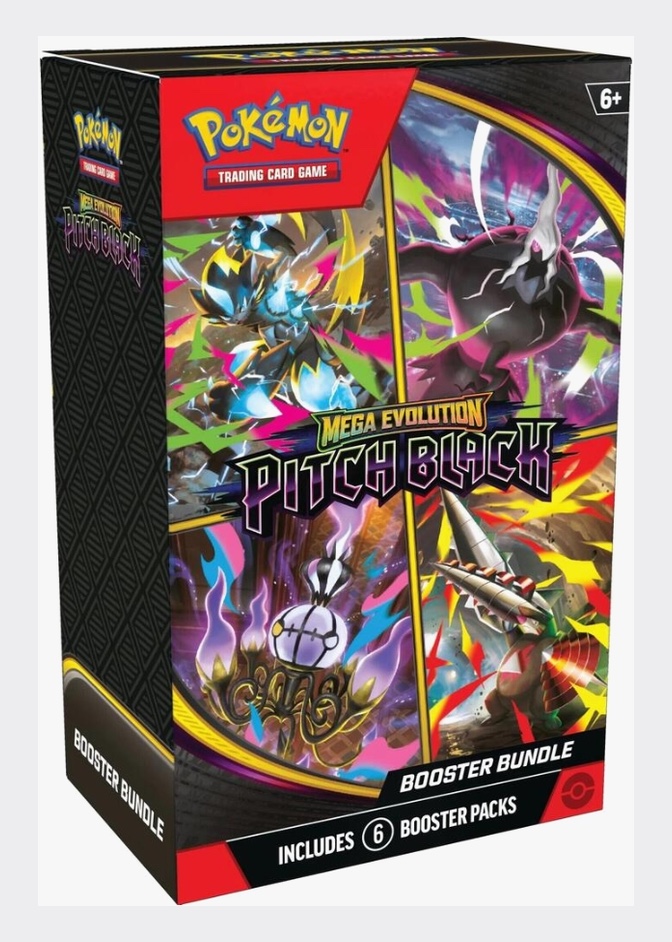 6+
POKÉMON
TRADING CARD GAME
POKÉMON
TRADING CARD GAME
MEGA EVOLUTION
PITCH BLACK
MEGA EVOLUTION
PITCH BLACK
BOOSTER BUNDLE
BOOSTER BUNDLE
INCLUDES 6 BOOSTER PACKS